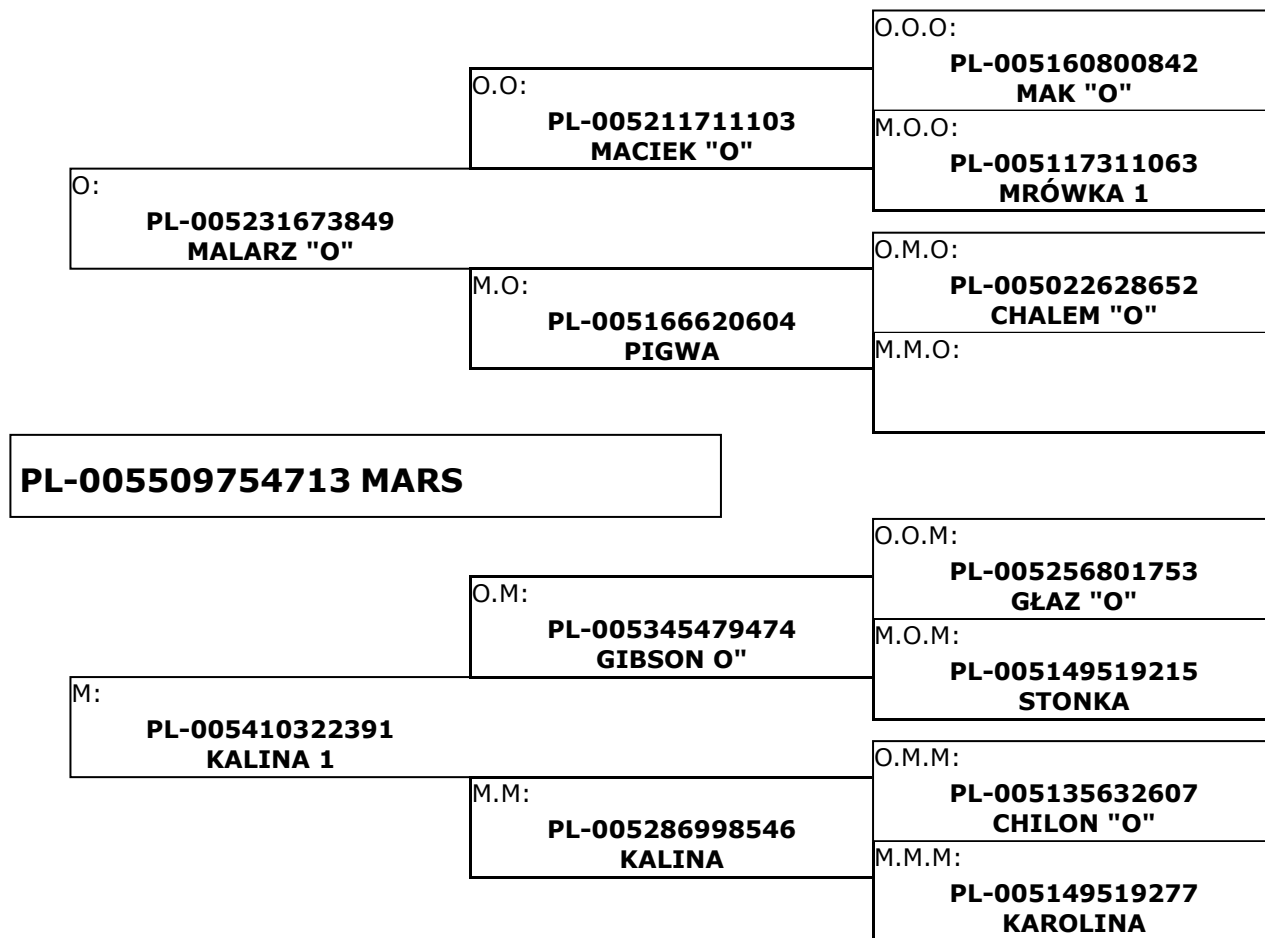 O.O.O:
PL-005160800842
MAK "O"
O.O:
PL-005211711103
MACIEK "O"
M.O.O:
PL-005117311063
MRÓWKA 1
O:
PL-005231673849
MALARZ "O"
O.M.O:
PL-005022628652
CHALEM "O"
M.O:
PL-005166620604
PIGWA
M.M.O:
PL-005509754713 MARS
O.O.M:
PL-005256801753
GŁAZ "O"
O.M:
PL-005345479474
GIBSON O"
M.O.M:
PL-005149519215
STONKA
M:
PL-005410322391
KALINA 1
O.M.M:
PL-005135632607
CHILON "O"
M.M:
PL-005286998546
KALINA
M.M.M:
PL-005149519277
KAROLINA